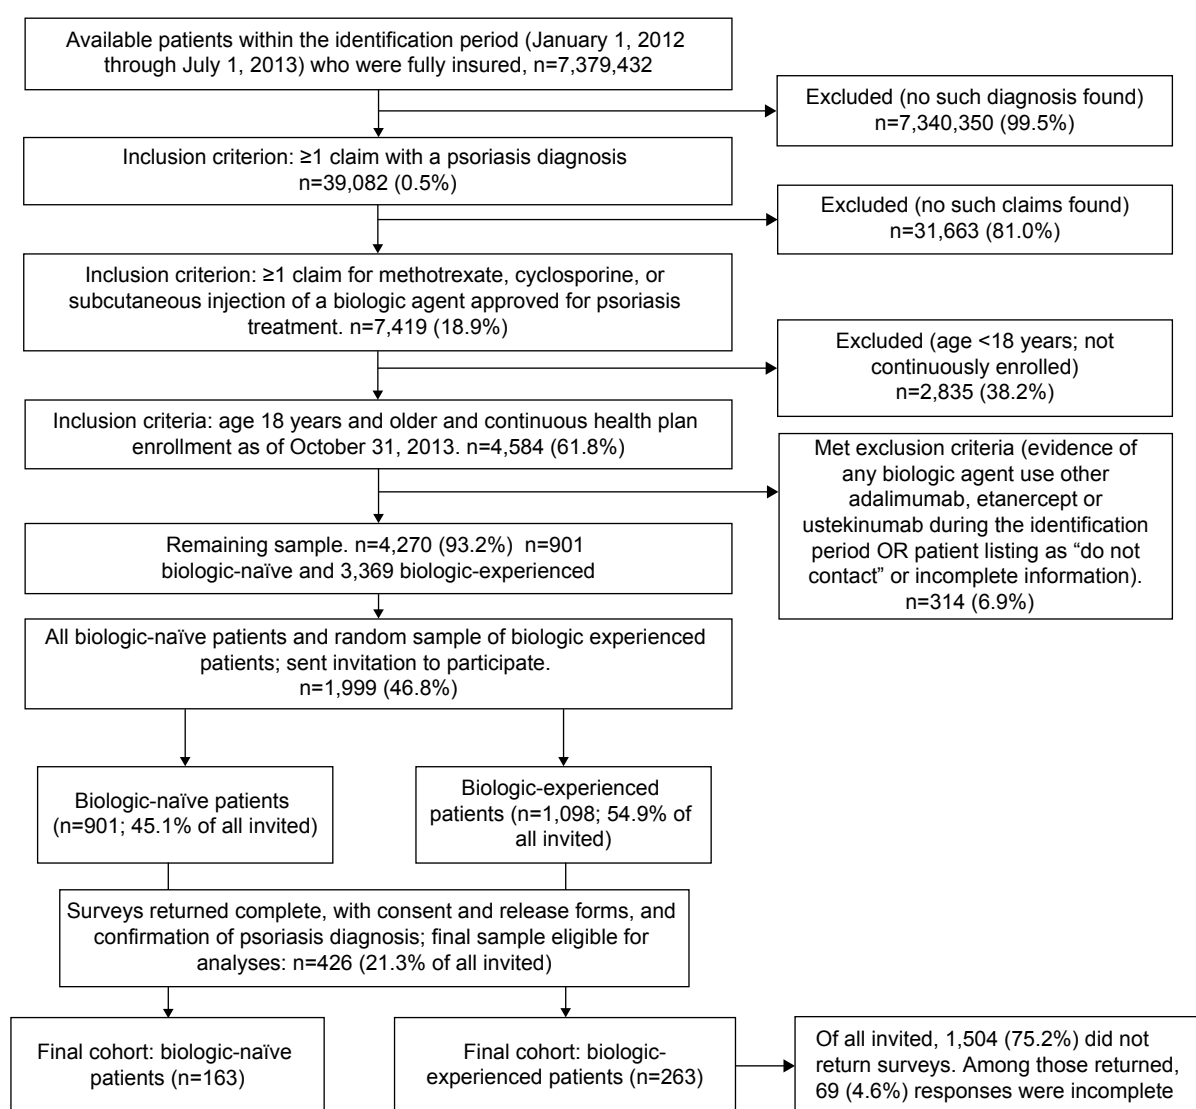 Available patients within the identification period (January 1, 2012
through July 1, 2013) who were fully insured, n=7,379,432
Excluded (no such diagnosis found)
n=7,340,350 (99.5%)
Inclusion criterion: ≥1 claim with a psoriasis diagnosis
n=39,082 (0.5%)
Excluded (no such claims found)
n=31,663 (81.0%)
Inclusion criterion: ≥1 claim for methotrexate, cyclosporine, or
subcutaneous injection of a biologic agent approved for psoriasis
treatment. n=7,419 (18.9%)
Excluded (age <18 years; not
continuously enrolled)
n=2,835 (38.2%)
Inclusion criteria: age 18 years and older and continuous health plan
enrollment as of October 31, 2013. n=4,584 (61.8%)
Met exclusion criteria (evidence of
any biologic agent use other
adalimumab, etanercept or
ustekinumab during the identification
period OR patient listing as “do not
contact” or incomplete information).
n=314 (6.9%)
Remaining sample. n=4,270 (93.2%)  n=901
biologic-naïve and 3,369 biologic-experienced
All biologic-naïve patients and random sample of biologic experienced
patients; sent invitation to participate.
n=1,999 (46.8%)
Biologic-naïve patients
(n=901; 45.1% of all invited)
Biologic-experienced
patients (n=1,098; 54.9% of
all invited)
Surveys returned complete, with consent and release forms, and
confirmation of psoriasis diagnosis; final sample eligible for
analyses: n=426 (21.3% of all invited)
Final cohort: biologic-naïve
patients (n=163)
Final cohort: biologic-
experienced patients (n=263)
Of all invited, 1,504 (75.2%) did not
return surveys. Among those returned,
69 (4.6%) responses were incomplete